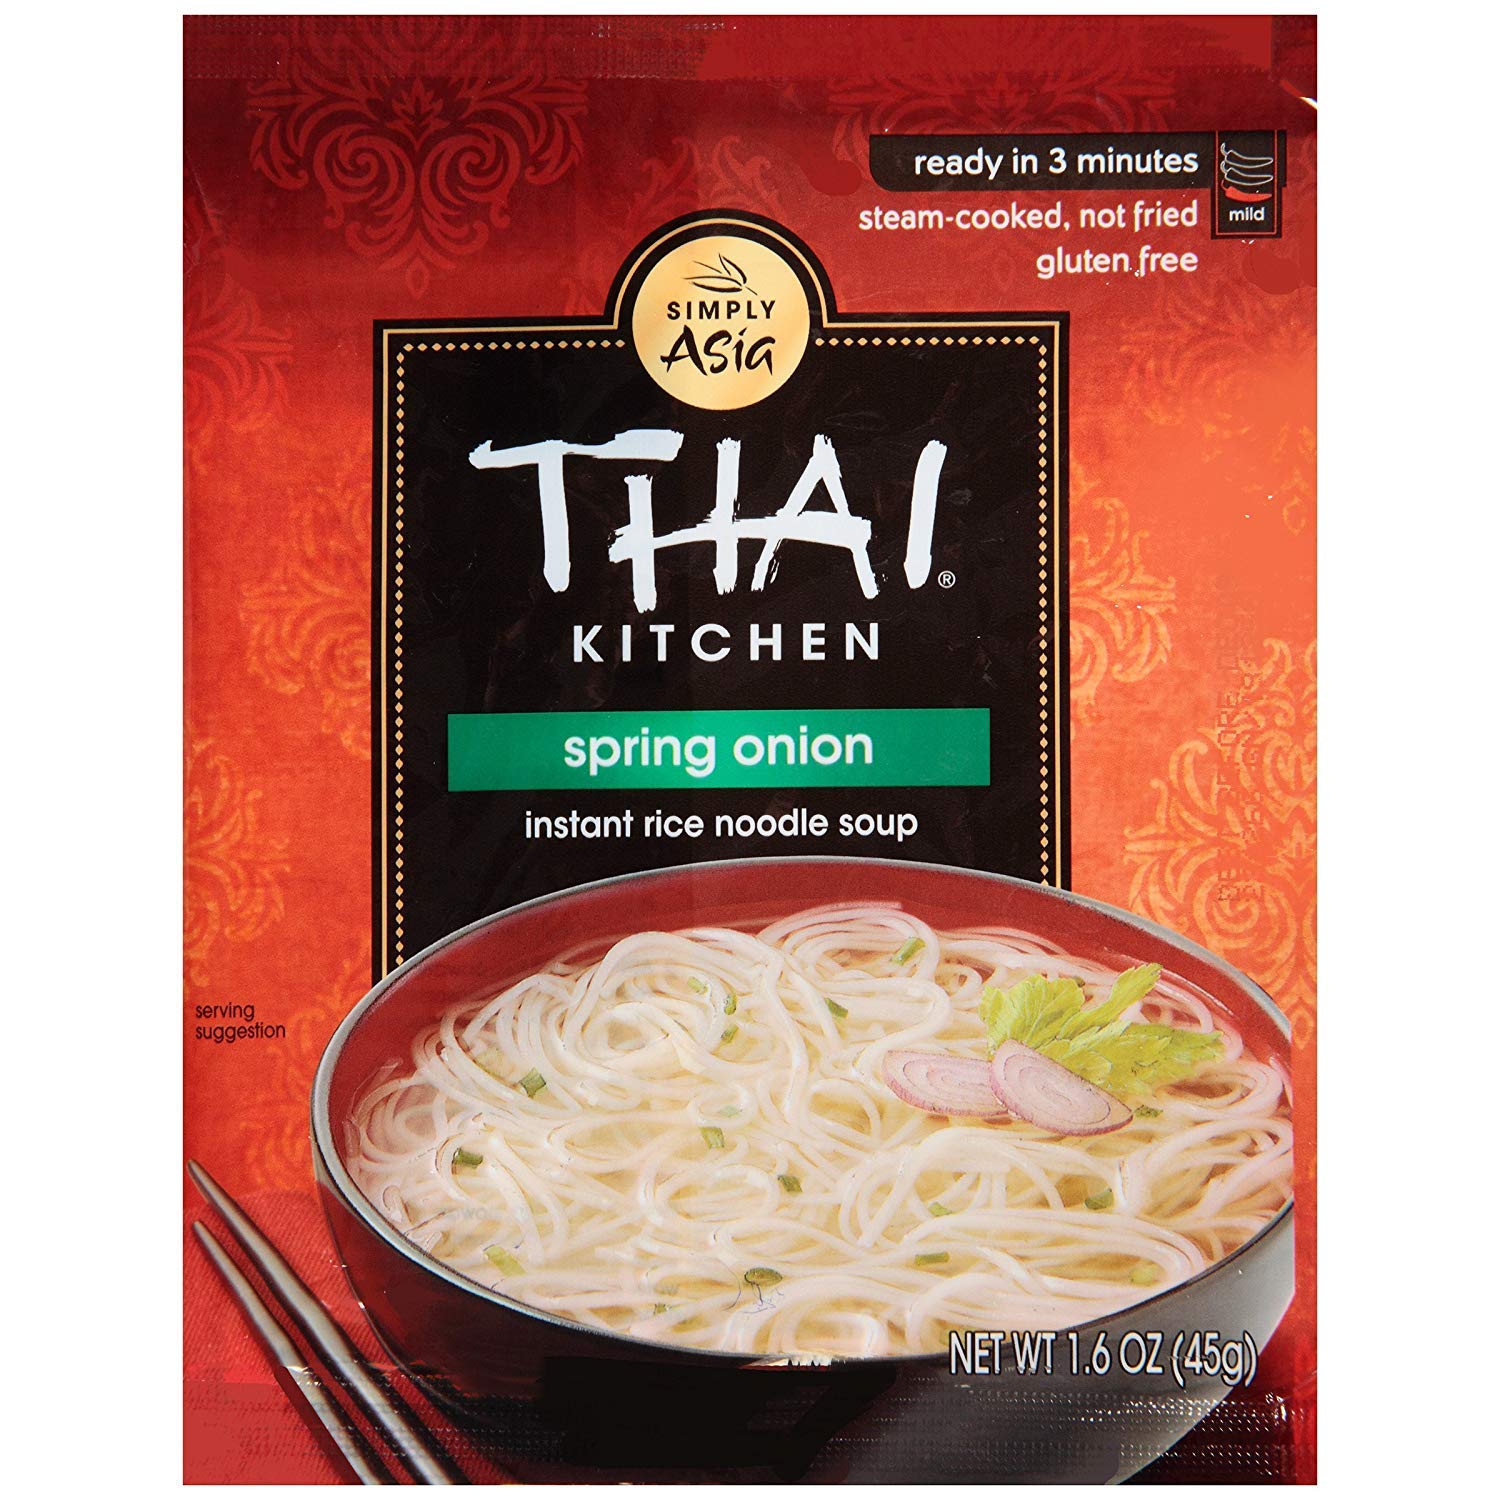 ready in 3 minutes
mild
steam-cooked, not fried
gluten free
SIMPLY
Asia
THAI®
KITCHEN
spring onion
instant rice noodle soup
serving
suggestion
NET WT 1.6 OZ (45g)